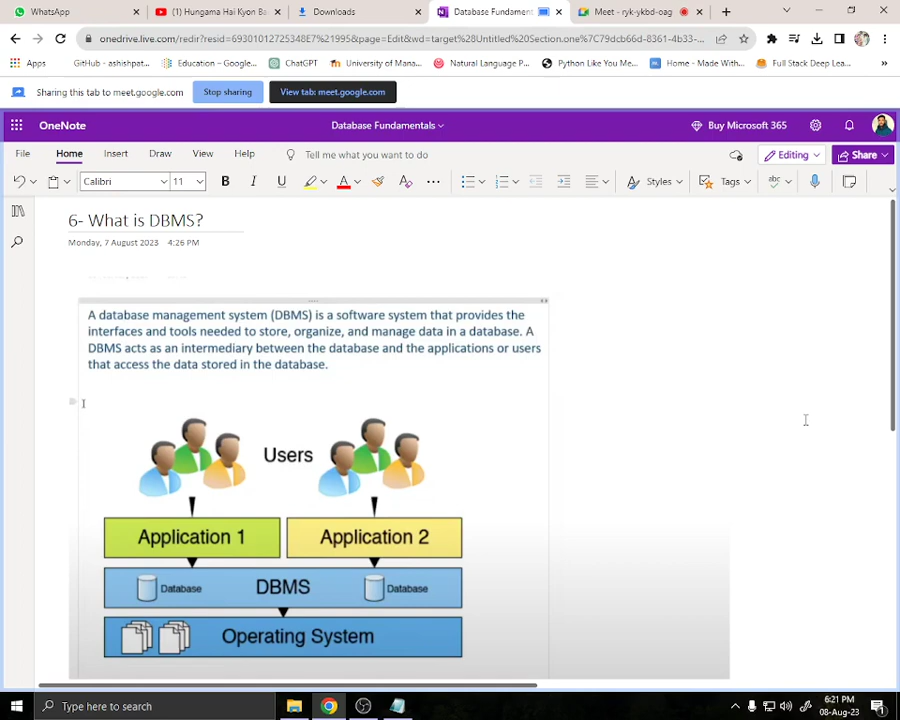 WhatsApp
(1) Hungama Hai Kyon Ba
Downloads
Database Fundament
Meet - ryk-ykbd-oag
onedrive.live.com/redir?resid=69301012725348E7%21995&page=Edit&wd=target%28Untitled%20Section.one%7C79dcb66d-8361-4b33-...
Apps
GitHub - ashishpat...
Education – Google...
ChatGPT
University of Mana...
Natural Language P...
Python Like You Me...
Home - Made With...
Full Stack Deep Lea...
Sharing this tab to meet.google.com
Stop sharing
View tab: meet.google.com
OneNote
Database Fundamentals
Buy Microsoft 365
File
Home
Insert
Draw
View
Help
Tell me what you want to do
Editing
Share
Calibri
11
B
I
U
A
Styles
Tags
abc
6- What is DBMS?
Monday, 7 August 2023 4:26 PM
A database management system (DBMS) is a software system that provides the
interfaces and tools needed to store, organize, and manage data in a database. A
DBMS acts as an intermediary between the database and the applications or users
that access the data stored in the database.
Users
Application 1
Application 2
Database
DBMS
Database
Operating System
Type here to search
6:21 PM
08-Aug-23